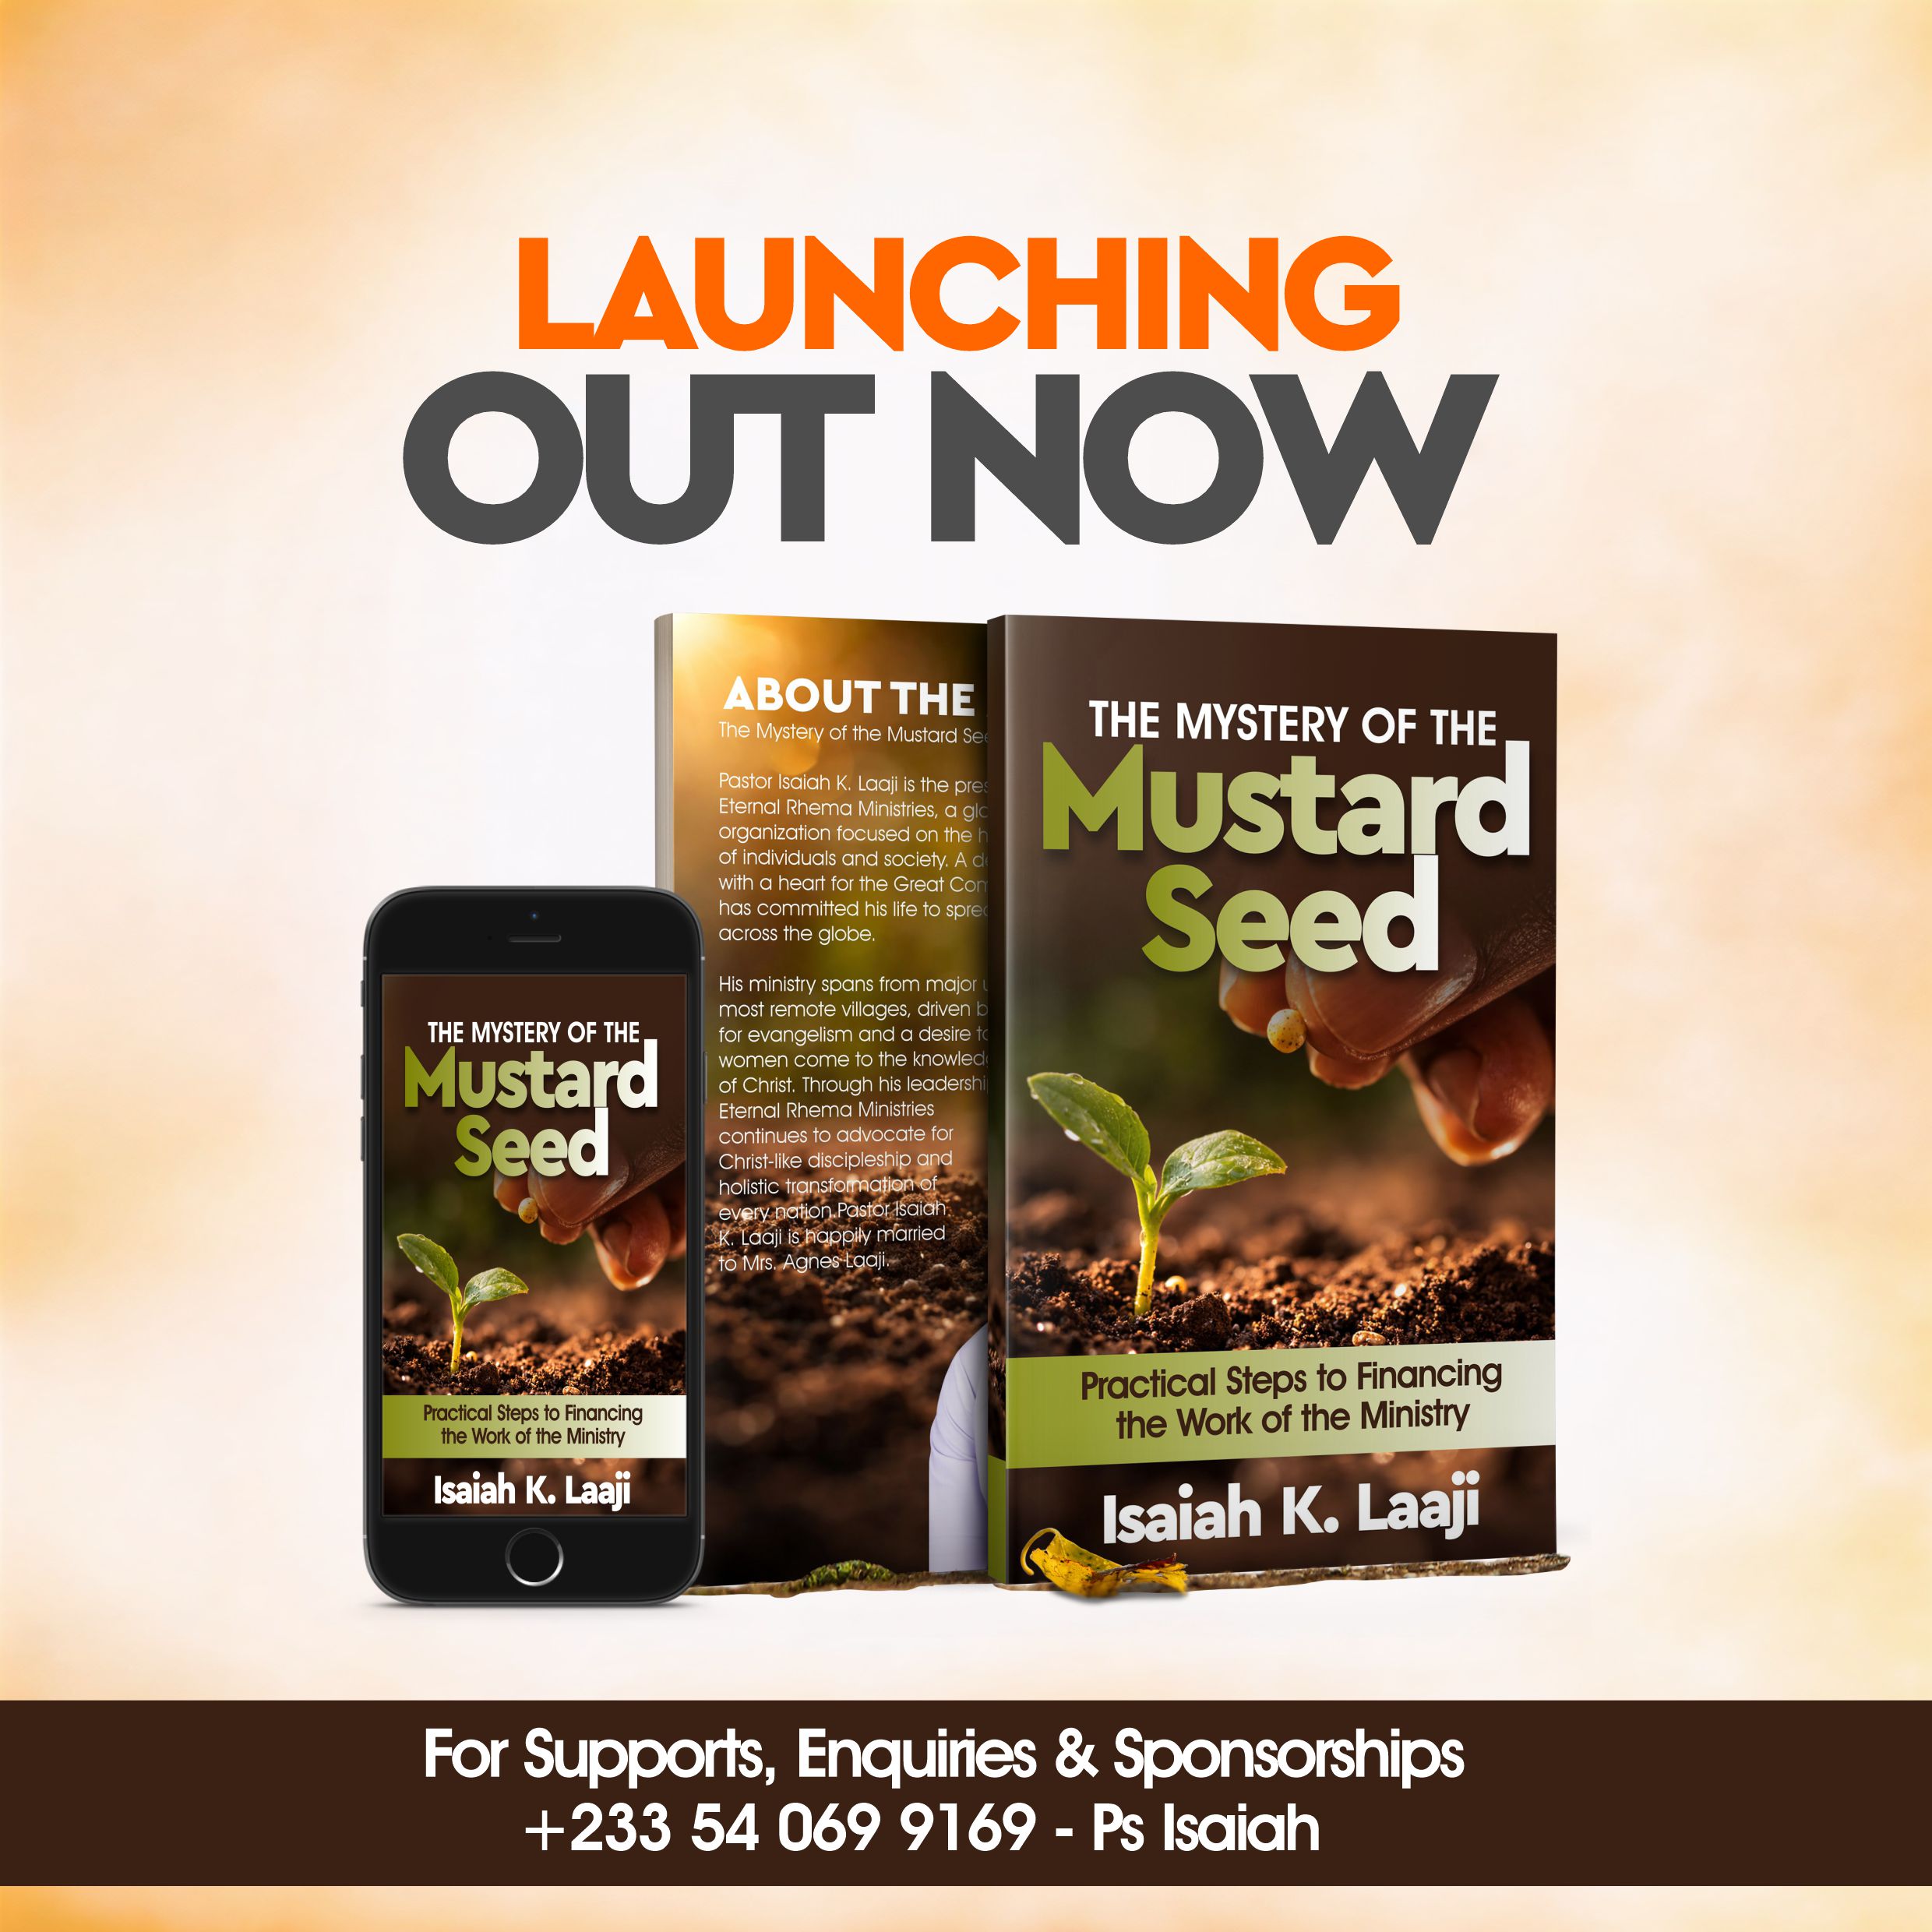 LAUNCHING
OUT NOW
ABOUT THE
The Mystery of the Mustard
Pastor Isaiah K. Laaji is the
Eternal Rhema Ministries, a
organization focused on the
of individuals and society. A
with a heart for the Great
has committed his life to
across the globe.
His ministry spans from major
most remote villages, driven
for evangelism and a desire
women come to the
of Christ. Through his
Eternal Rhema Ministries
continues to advocate for
Christ-like discipleship and
holistic transformation of
every nation.Pastor Isaiah
K. Laaji is happily married
to Mrs. Agnes Laaji.
THE MYSTERY OF THE
Mustard
Seed
Practical Steps to Financing
the Work of the Ministry
Isaiah K. Laaji
THE MYSTERY OF THE
Mustard
Seed
Practical Steps to Financing
the Work of the Ministry
Isaiah K. Laaji
For Supports, Enquiries & Sponsorships
+233 54 069 9169 - Ps Isaiah